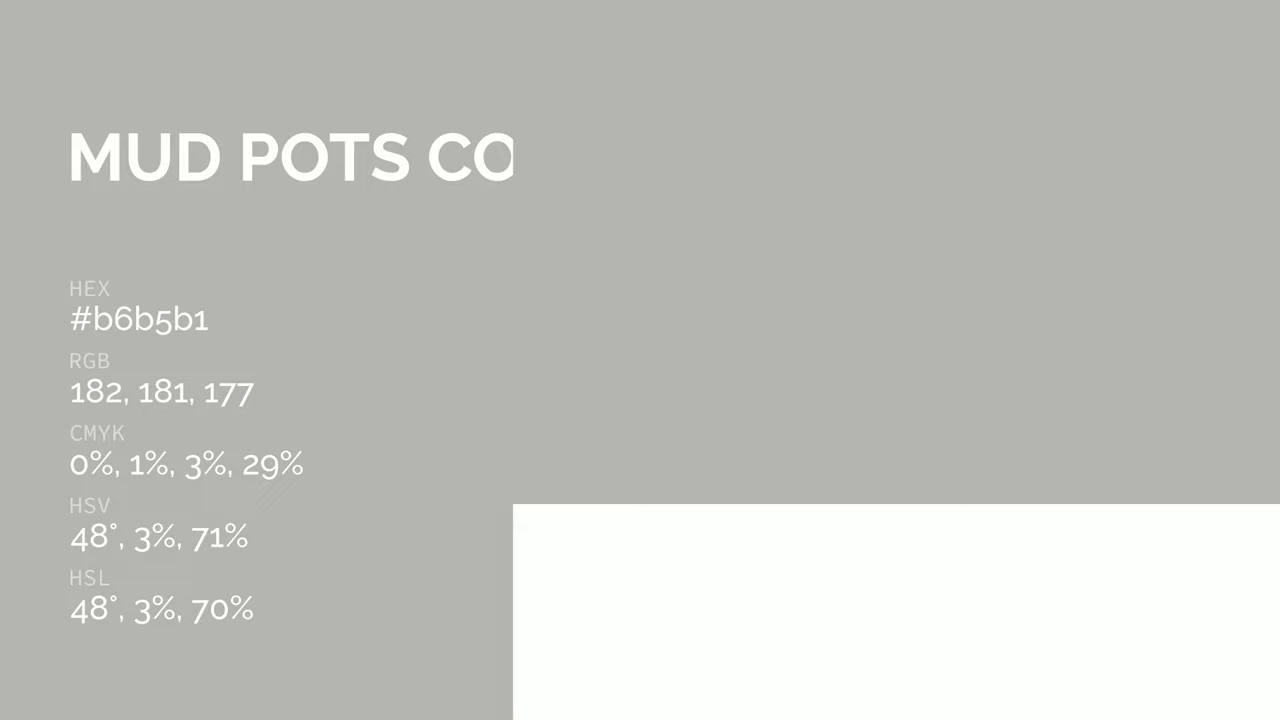 MUD POTS CO
HEX
#b6b5b1
RGB
182, 181, 177
CMYK
0%, 1%, 3%, 29%
HSV
48°, 3%, 71%
HSL
48°, 3%, 70%